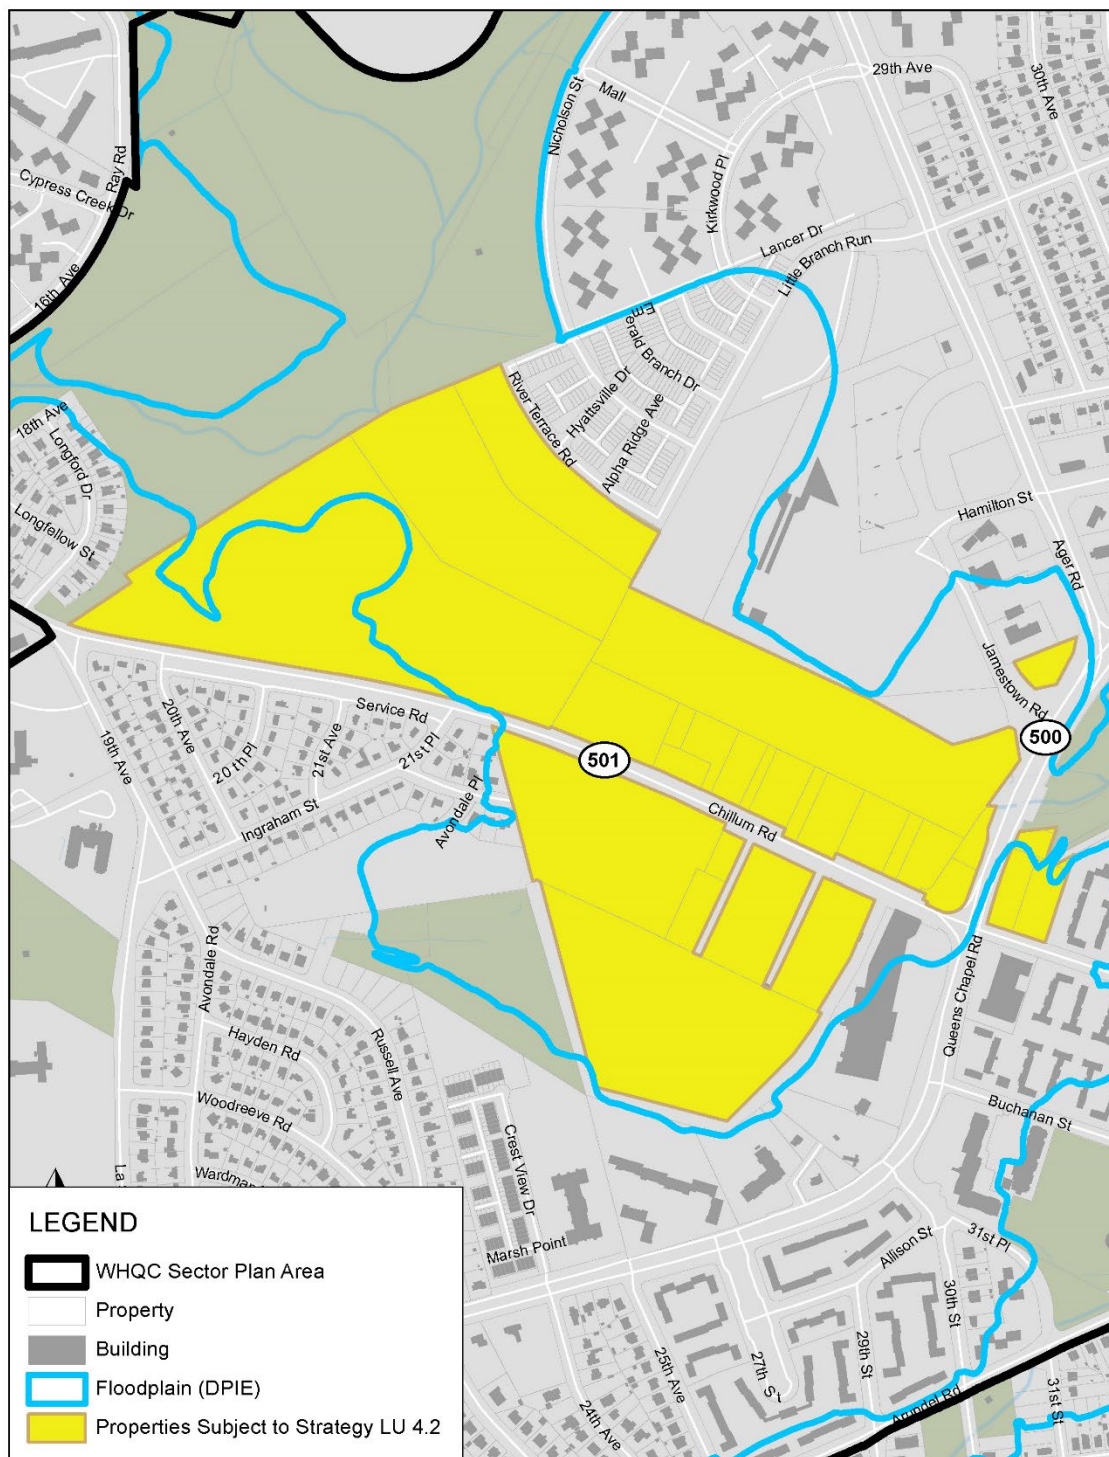 29th Ave
30th Ave
Nicholson St
Mall
Kirkwood Pl
Ray Rd
Cypress Creek Dr
16th Ave
Lancer Dr
Little Branch Run
Emerald Branch Dr
River Terrace Rd
Hyattsville Dr
Alpha Ridge Ave
18th Ave
Longford Dr
Longfellow St
Hamilton St
Ager Rd
Jamestown Rd
500
Service Rd
501
20th Ave
19th Ave
20th Pl
21st Ave
21st Pl
Ingraham St
Avondale Pl
Chillum Rd
Queens Chapel Rd
Avondale Rd
Hayden Rd
Russell Ave
Woodreeve Rd
Buchanan St
Crest View Dr
Marsh Point
Allison St
31st Pl
30th St
29th St
27th St
25th Ave
24th Ave
Arundel Rd
31st St
LEGEND
WHQC Sector Plan Area
Property
Building
Floodplain (DPIE)
Properties Subject to Strategy LU 4.2